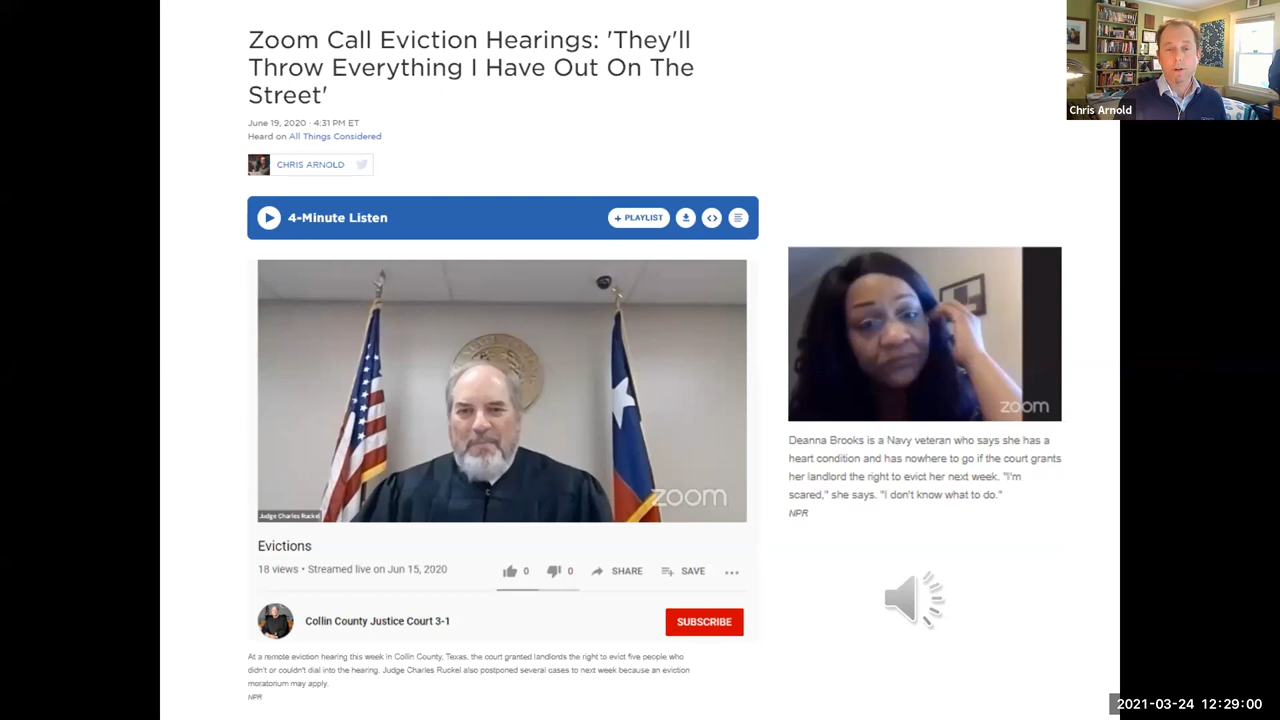 Zoom Call Eviction Hearings: 'They'll
Throw Everything I Have Out On The
Street'
June 19, 2020 · 4:31 PM ET
Heard on All Things Considered
CHRIS ARNOLD
4-Minute Listen
+ PLAYLIST
zoom
Judge Charles Ruckel
Evictions
18 views • Streamed live on Jun 15, 2020
0
0
SHARE
SAVE
Collin County Justice Court 3-1
SUBSCRIBE
At a remote eviction hearing this week in Collin County, Texas, the court granted landlords the right to evict five people who
didn't or couldn't dial into the hearing. Judge Charles Ruckel also postponed several cases to next week because an eviction
moratorium may apply.
NPR
Chris Arnold
zoom
Deanna Brooks is a Navy veteran who says she has a
heart condition and has nowhere to go if the court grants
her landlord the right to evict her next week. "I'm
scared," she says. "I don't know what to do."
NPR
2021-03-24 12:29:00